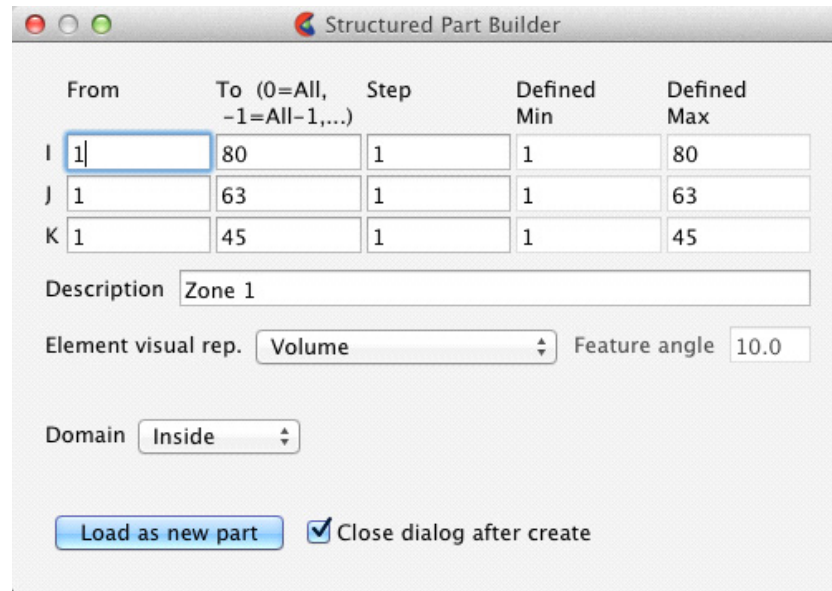 Structured Part Builder
From To (0=All, Step Defined Defined
-1=All-1,...) Min Max
I 1 80 1 1 80
J 1 63 1 1 63
K 1 45 1 1 45
Description Zone 1
Element visual rep. Volume Feature angle 10.0
Domain Inside
Load as new part Close dialog after create